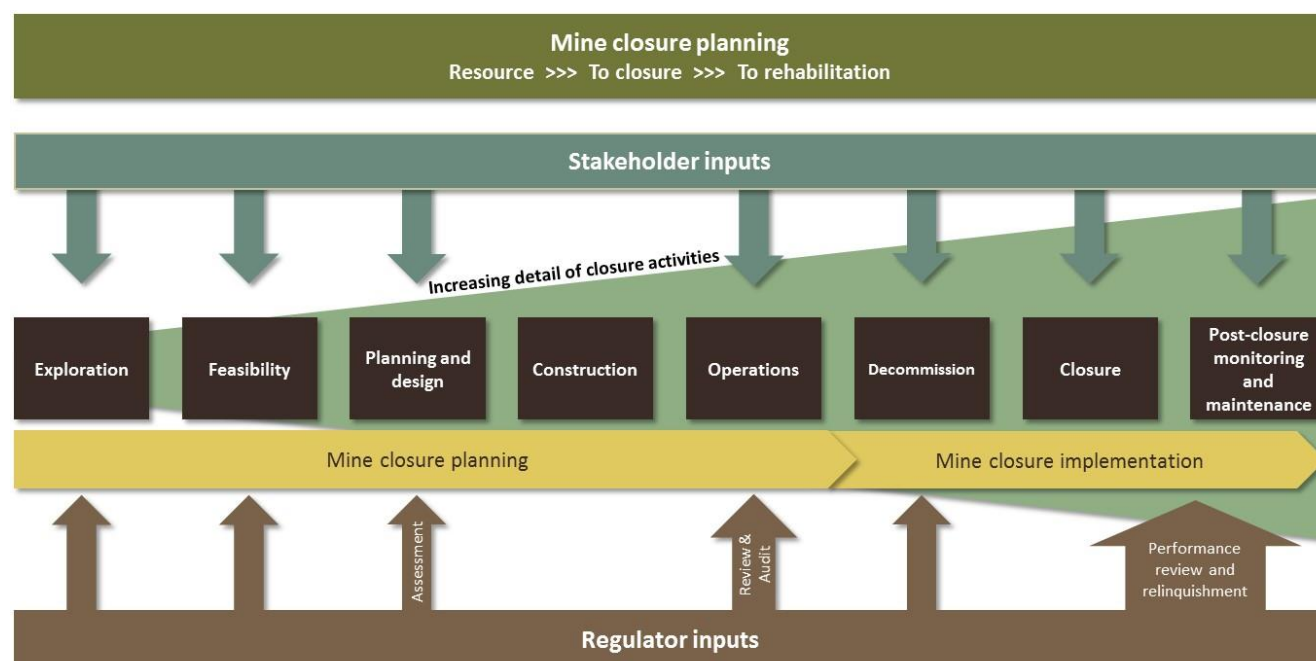 Mine closure planning
Resource >>> To closure >>> To rehabilitation
Stakeholder inputs
Increasing detail of closure activities
Exploration
Feasibility
Planning and
design
Construction
Operations
Decommission
Closure
Post-closure
monitoring
and
maintenance
Mine closure planning
Mine closure implementation
Assessment
Review &
Audit
Performance
review and
relinquishment
Regulator inputs